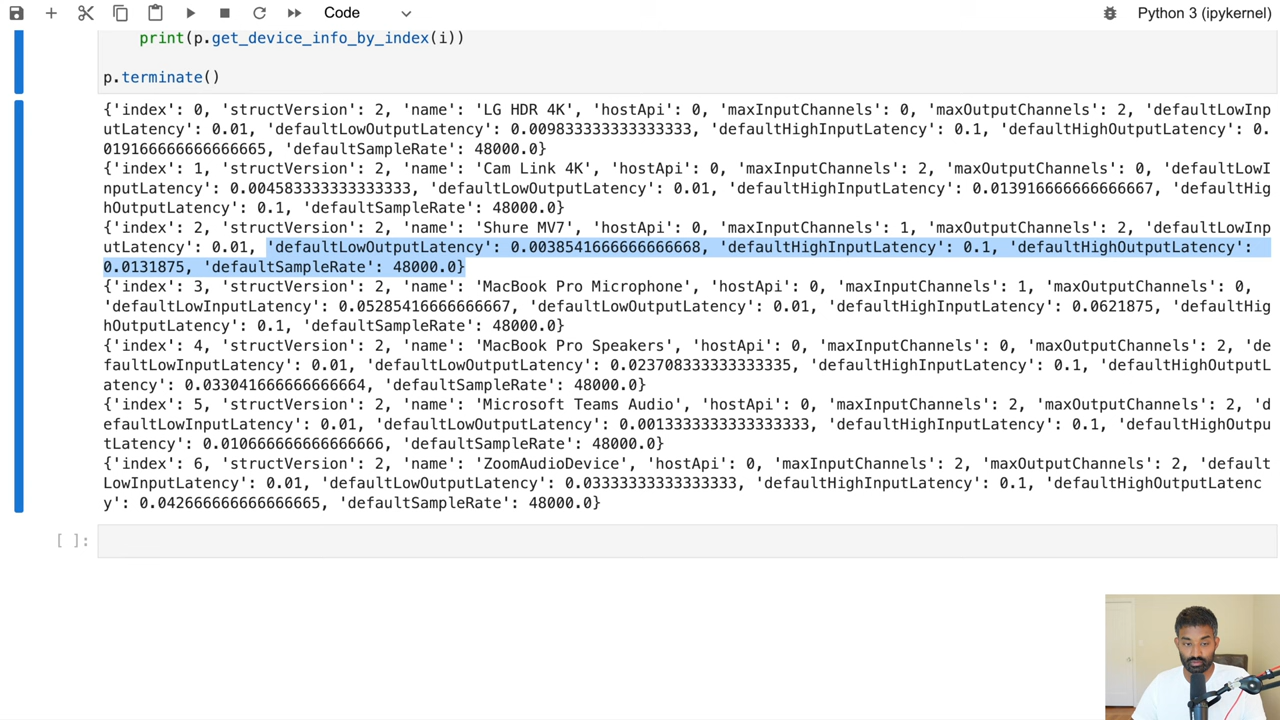 Code
Python 3 (ipykernel)
print(p.get_device_info_by_index(i))
p.terminate()
{'index': 0, 'structVersion': 2, 'name': 'LG HDR 4K', 'hostApi': 0, 'maxInputChannels': 0, 'maxOutputChannels': 2, 'defaultLowInp
utLatency': 0.01, 'defaultLowOutputLatency': 0.009833333333333333, 'defaultHighInputLatency': 0.1, 'defaultHighOutputLatency': 0.
019166666666666665, 'defaultSampleRate': 48000.0}
{'index': 1, 'structVersion': 2, 'name': 'Cam Link 4K', 'hostApi': 0, 'maxInputChannels': 2, 'maxOutputChannels': 0, 'defaultLowI
nputLatency': 0.004583333333333333, 'defaultLowOutputLatency': 0.01, 'defaultHighInputLatency': 0.013916666666666667, 'defaultHig
hOutputLatency': 0.1, 'defaultSampleRate': 48000.0}
{'index': 2, 'structVersion': 2, 'name': 'Shure MV7', 'hostApi': 0, 'maxInputChannels': 1, 'maxOutputChannels': 2, 'defaultLowInp
utLatency': 0.01, 'defaultLowOutputLatency': 0.0038541666666666668, 'defaultHighInputLatency': 0.1, 'defaultHighOutputLatency':
0.0131875, 'defaultSampleRate': 48000.0}
{'index': 3, 'structVersion': 2, 'name': 'MacBook Pro Microphone', 'hostApi': 0, 'maxInputChannels': 1, 'maxOutputChannels': 0,
'defaultLowInputLatency': 0.05285416666666667, 'defaultLowOutputLatency': 0.01, 'defaultHighInputLatency': 0.0621875, 'defaultHig
hOutputLatency': 0.1, 'defaultSampleRate': 48000.0}
{'index': 4, 'structVersion': 2, 'name': 'MacBook Pro Speakers', 'hostApi': 0, 'maxInputChannels': 0, 'maxOutputChannels': 2, 'de
faultLowInputLatency': 0.01, 'defaultLowOutputLatency': 0.023708333333333335, 'defaultHighInputLatency': 0.1, 'defaultHighOutputL
atency': 0.033041666666666664, 'defaultSampleRate': 48000.0}
{'index': 5, 'structVersion': 2, 'name': 'Microsoft Teams Audio', 'hostApi': 0, 'maxInputChannels': 2, 'maxOutputChannels': 2, 'd
efaultLowInputLatency': 0.01, 'defaultLowOutputLatency': 0.0013333333333333333, 'defaultHighInputLatency': 0.1, 'defaultHighOutpu
tLatency': 0.010666666666666666, 'defaultSampleRate': 48000.0}
{'index': 6, 'structVersion': 2, 'name': 'ZoomAudioDevice', 'hostApi': 0, 'maxInputChannels': 2, 'maxOutputChannels': 2, 'default
LowInputLatency': 0.01, 'defaultLowOutputLatency': 0.03333333333333333, 'defaultHighInputLatency': 0.1, 'defaultHighOutputLatenc
y': 0.042666666666666665, 'defaultSampleRate': 48000.0}
[ ]: